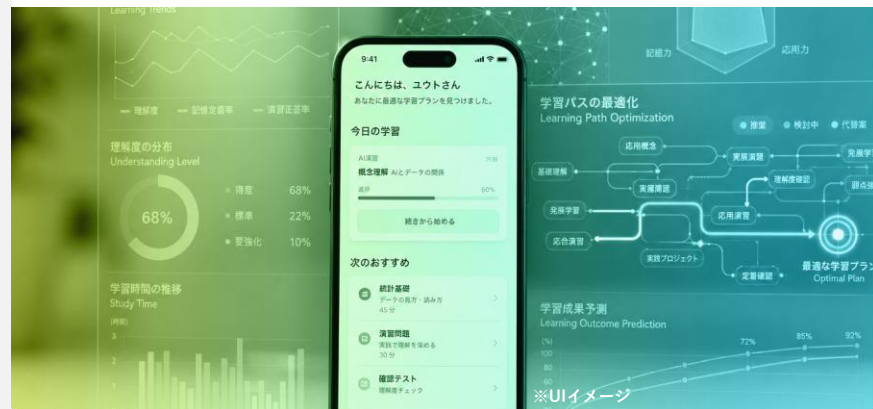 Learning Trends
理解度
記憶定着率
演習正答率
理解度の分布
Understanding Level
68%
得意 68%
標準 22%
要強化 10%
学習時間の推移
Study Time
(時間)
3
2
1
9:41
こんにちは、ユウトさん
あなたに最適な学習プランを見つけました。
今日の学習
AI演習
概念理解 AIとデータの関係
進捗 60%
続きから始める
次のおすすめ
統計基礎
データの見方・読み方
45分
演習問題
実践で理解を深める
30分
確認テスト
理解度チェック
記憶力
応用力
学習パスの最適化
Learning Path Optimization
推奨
検討中
代替案
応用概念
実展演習
発展学習
基礎理解
理解度確認
発展学習
応用演習
応合演習
実践プロジェクト
定着確認
最適な学習プラン
Optimal Plan
学習成果予測
Learning Outcome Prediction
(%)
72%
85%
92%
100
80
60
※UIイメージ